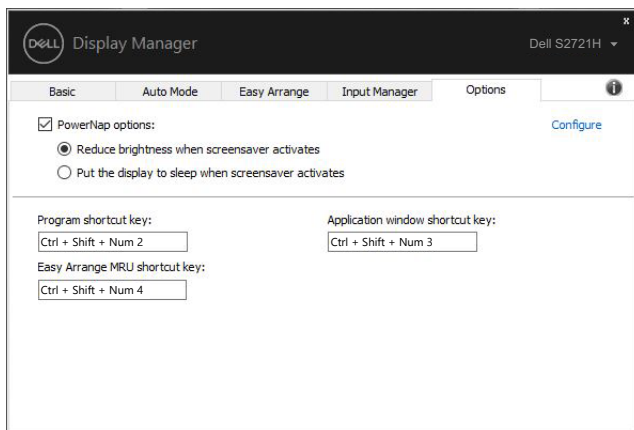 x
DELL Display Manager Dell S2721H
Basic Auto Mode Easy Arrange Input Manager Options i
PowerNap options: Configure
Reduce brightness when screensaver activates
Put the display to sleep when screensaver activates
Program shortcut key: Application window shortcut key:
Ctrl + Shift + Num 2 Ctrl + Shift + Num 3
Easy Arrange MRU shortcut key:
Ctrl + Shift + Num 4